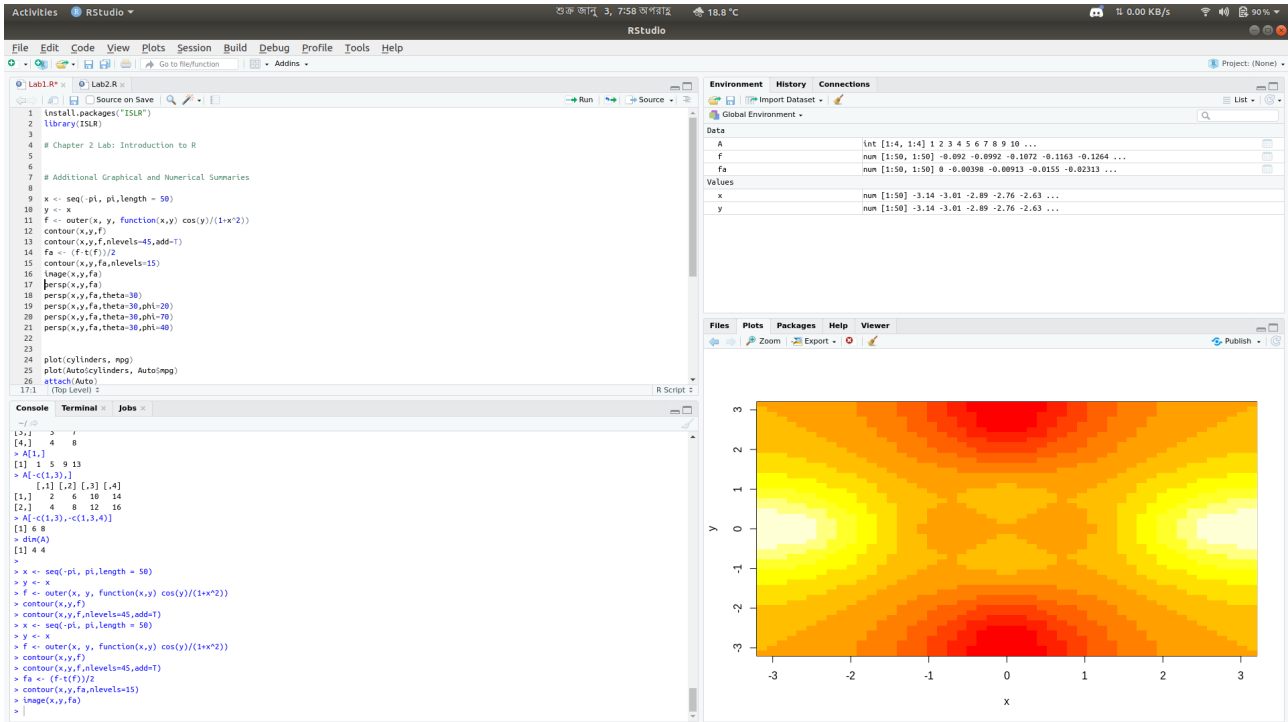 Activities RStudio শুক্র জানু 3, 7:58 অপরাহ্ণ 18.8 °C 0.00 KB/s 90 %
RStudio
File Edit Code View Plots Session Build Debug Profile Tools Help
Go to file/function Addins Project: (None)
Lab1.R* × Lab2.R ×
Source on Save Run Source
1 install.packages("ISLR")
2 library(ISLR)
3
4 # Chapter 2 Lab: Introduction to R
5
6
7 # Additional Graphical and Numerical Summaries
8
9 x <- seq(-pi, pi,length = 50)
10 y <- x
11 f <- outer(x, y, function(x,y) cos(y)/(1+x^2))
12 contour(x,y,f)
13 contour(x,y,f,nlevels=45,add=T)
14 fa <- (f-t(f))/2
15 contour(x,y,fa,nlevels=15)
16 image(x,y,fa)
17 persp(x,y,fa)
18 persp(x,y,fa,theta=30)
19 persp(x,y,fa,theta=30,phi=20)
20 persp(x,y,fa,theta=30,phi=70)
21 persp(x,y,fa,theta=30,phi=40)
22
23
24 plot(cylinders, mpg)
25 plot(Auto$cylinders, Auto$mpg)
26 attach(Auto)
17:1 (Top Level) R Script
Console Terminal × Jobs ×
~/
[3,] 3 7
[4,] 4 8
> A[1,]
[1] 1 5 9 13
> A[-c(1,3),]
[,1] [,2] [,3] [,4]
[1,] 2 6 10 14
[2,] 4 8 12 16
> A[-c(1,3),-c(1,3,4)]
[1] 6 8
> dim(A)
[1] 4 4
>
> x <- seq(-pi, pi,length = 50)
> y <- x
> f <- outer(x, y, function(x,y) cos(y)/(1+x^2))
> contour(x,y,f)
> contour(x,y,f,nlevels=45,add=T)
> x <- seq(-pi, pi,length = 50)
> y <- x
> f <- outer(x, y, function(x,y) cos(y)/(1+x^2))
> contour(x,y,f)
> contour(x,y,f,nlevels=45,add=T)
> fa <- (f-t(f))/2
> contour(x,y,fa,nlevels=15)
> image(x,y,fa)
>
Environment History Connections
Import Dataset List
Global Environment
Data
A int [1:4, 1:4] 1 2 3 4 5 6 7 8 9 10 ...
f num [1:50, 1:50] -0.092 -0.0992 -0.1072 -0.1163 -0.1264 ...
fa num [1:50, 1:50] 0 -0.00398 -0.00913 -0.0155 -0.02313 ...
Values
x num [1:50] -3.14 -3.01 -2.89 -2.76 -2.63 ...
y num [1:50] -3.14 -3.01 -2.89 -2.76 -2.63 ...
Files Plots Packages Help Viewer
Zoom Export Publish
3
2
1
y 0
-1
-2
-3
-3 -2 -1 0 1 2 3
x